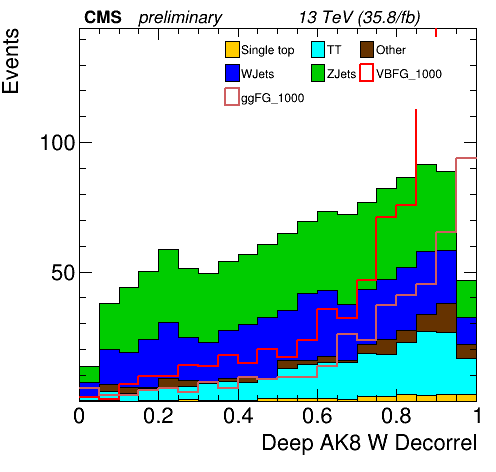 CMS preliminary 13 TeV (35.8/fb)
Events
Single top TT Other
WJets ZJets VBFG_1000
ggFG_1000
100
50
0 0.2 0.4 0.6 0.8 1
Deep AK8 W Decorrel